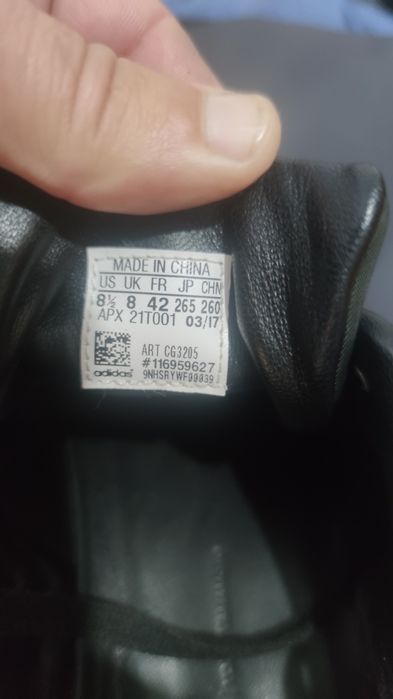 MADE IN CHINA
US UK FR JP CHN
8½ 8 42 265 260
APX 21T001 03/17
ART CG3205
#116959627
9NHSRYWF00039
adidas